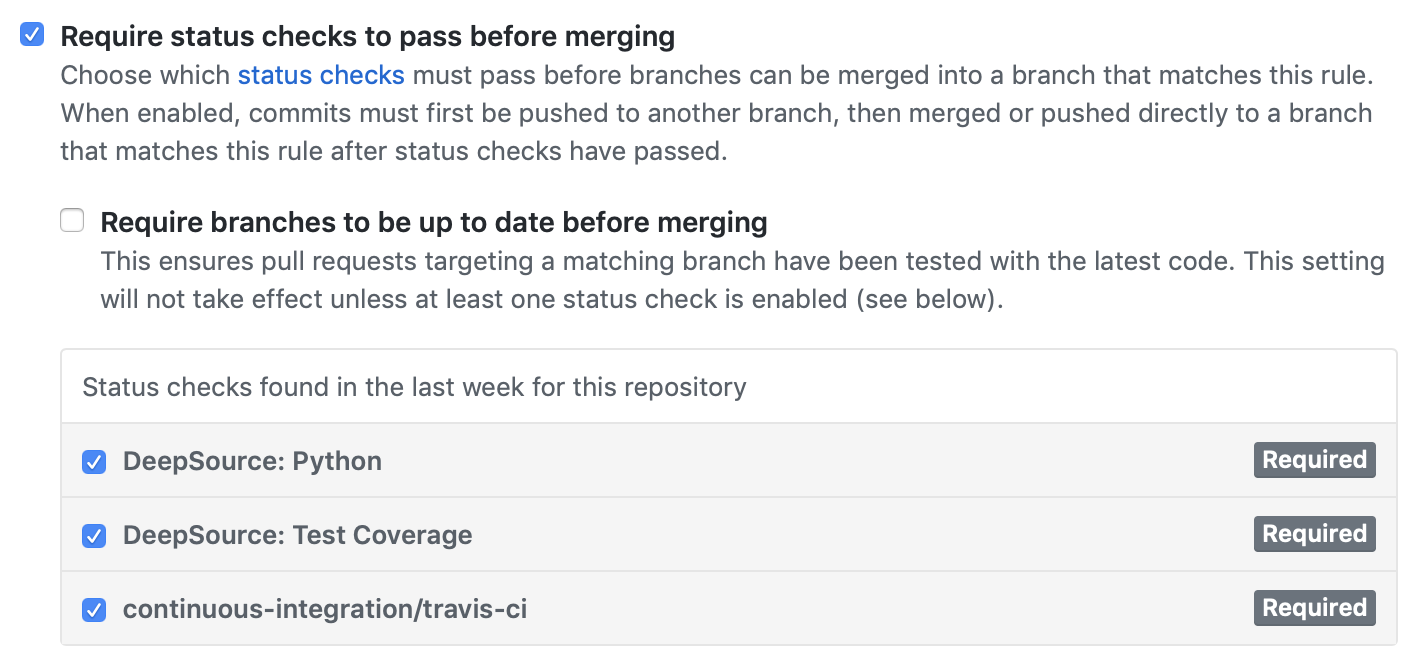 Require status checks to pass before merging
Choose which status checks must pass before branches can be merged into a branch that matches this rule.
When enabled, commits must first be pushed to another branch, then merged or pushed directly to a branch
that matches this rule after status checks have passed.
Require branches to be up to date before merging
This ensures pull requests targeting a matching branch have been tested with the latest code. This setting
will not take effect unless at least one status check is enabled (see below).
Status checks found in the last week for this repository
DeepSource: Python Required
DeepSource: Test Coverage Required
continuous-integration/travis-ci Required